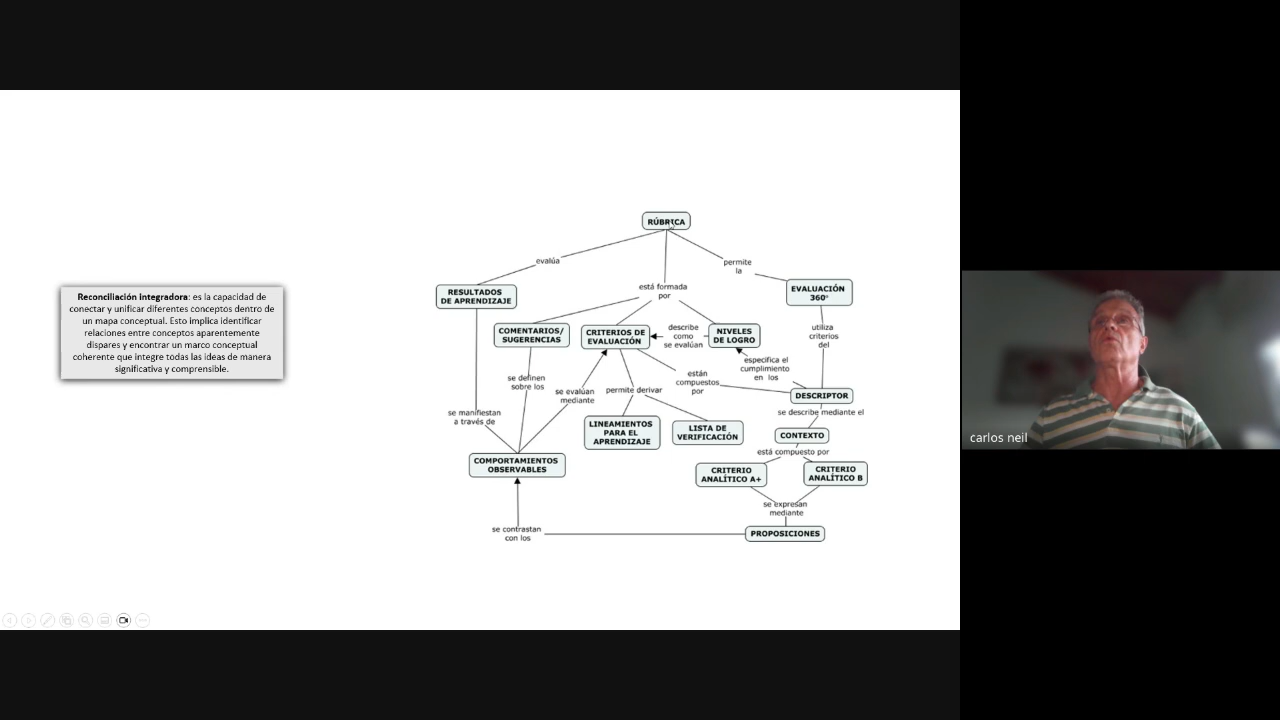 Reconciliación Integradora: es la capacidad de
conectar y unificar diferentes conceptos dentro de
un mapa conceptual. Esto implica identificar
relaciones entre conceptos aparentemente
dispares y encontrar un marco conceptual
coherente que integre todas las ideas de manera
significativa y comprensible.
RÚBRICA
evalúa
permite
la
está formada
por
RESULTADOS
DE APRENDIZAJE
EVALUACIÓN
360°
COMENTARIOS/
SUGERENCIAS
CRITERIOS DE
EVALUACIÓN
describe
como
se evalúan
NIVELES
DE LOGRO
utiliza
criterios
del
especifica el
cumplimiento
en los
se definen
sobre los
se evalúan
mediante
permite derivar
están
compuestos
por
DESCRIPTOR
se manifiestan
a través de
LINEAMIENTOS
PARA EL
APRENDIZAJE
LISTA DE
VERIFICACIÓN
se describe mediante el
CONTEXTO
está compuesto por
COMPORTAMIENTOS
OBSERVABLES
CRITERIO
ANALÍTICO A+
CRITERIO
ANALÍTICO B
se expresan
mediante
se contrastan
con los
PROPOSICIONES
carlos neil